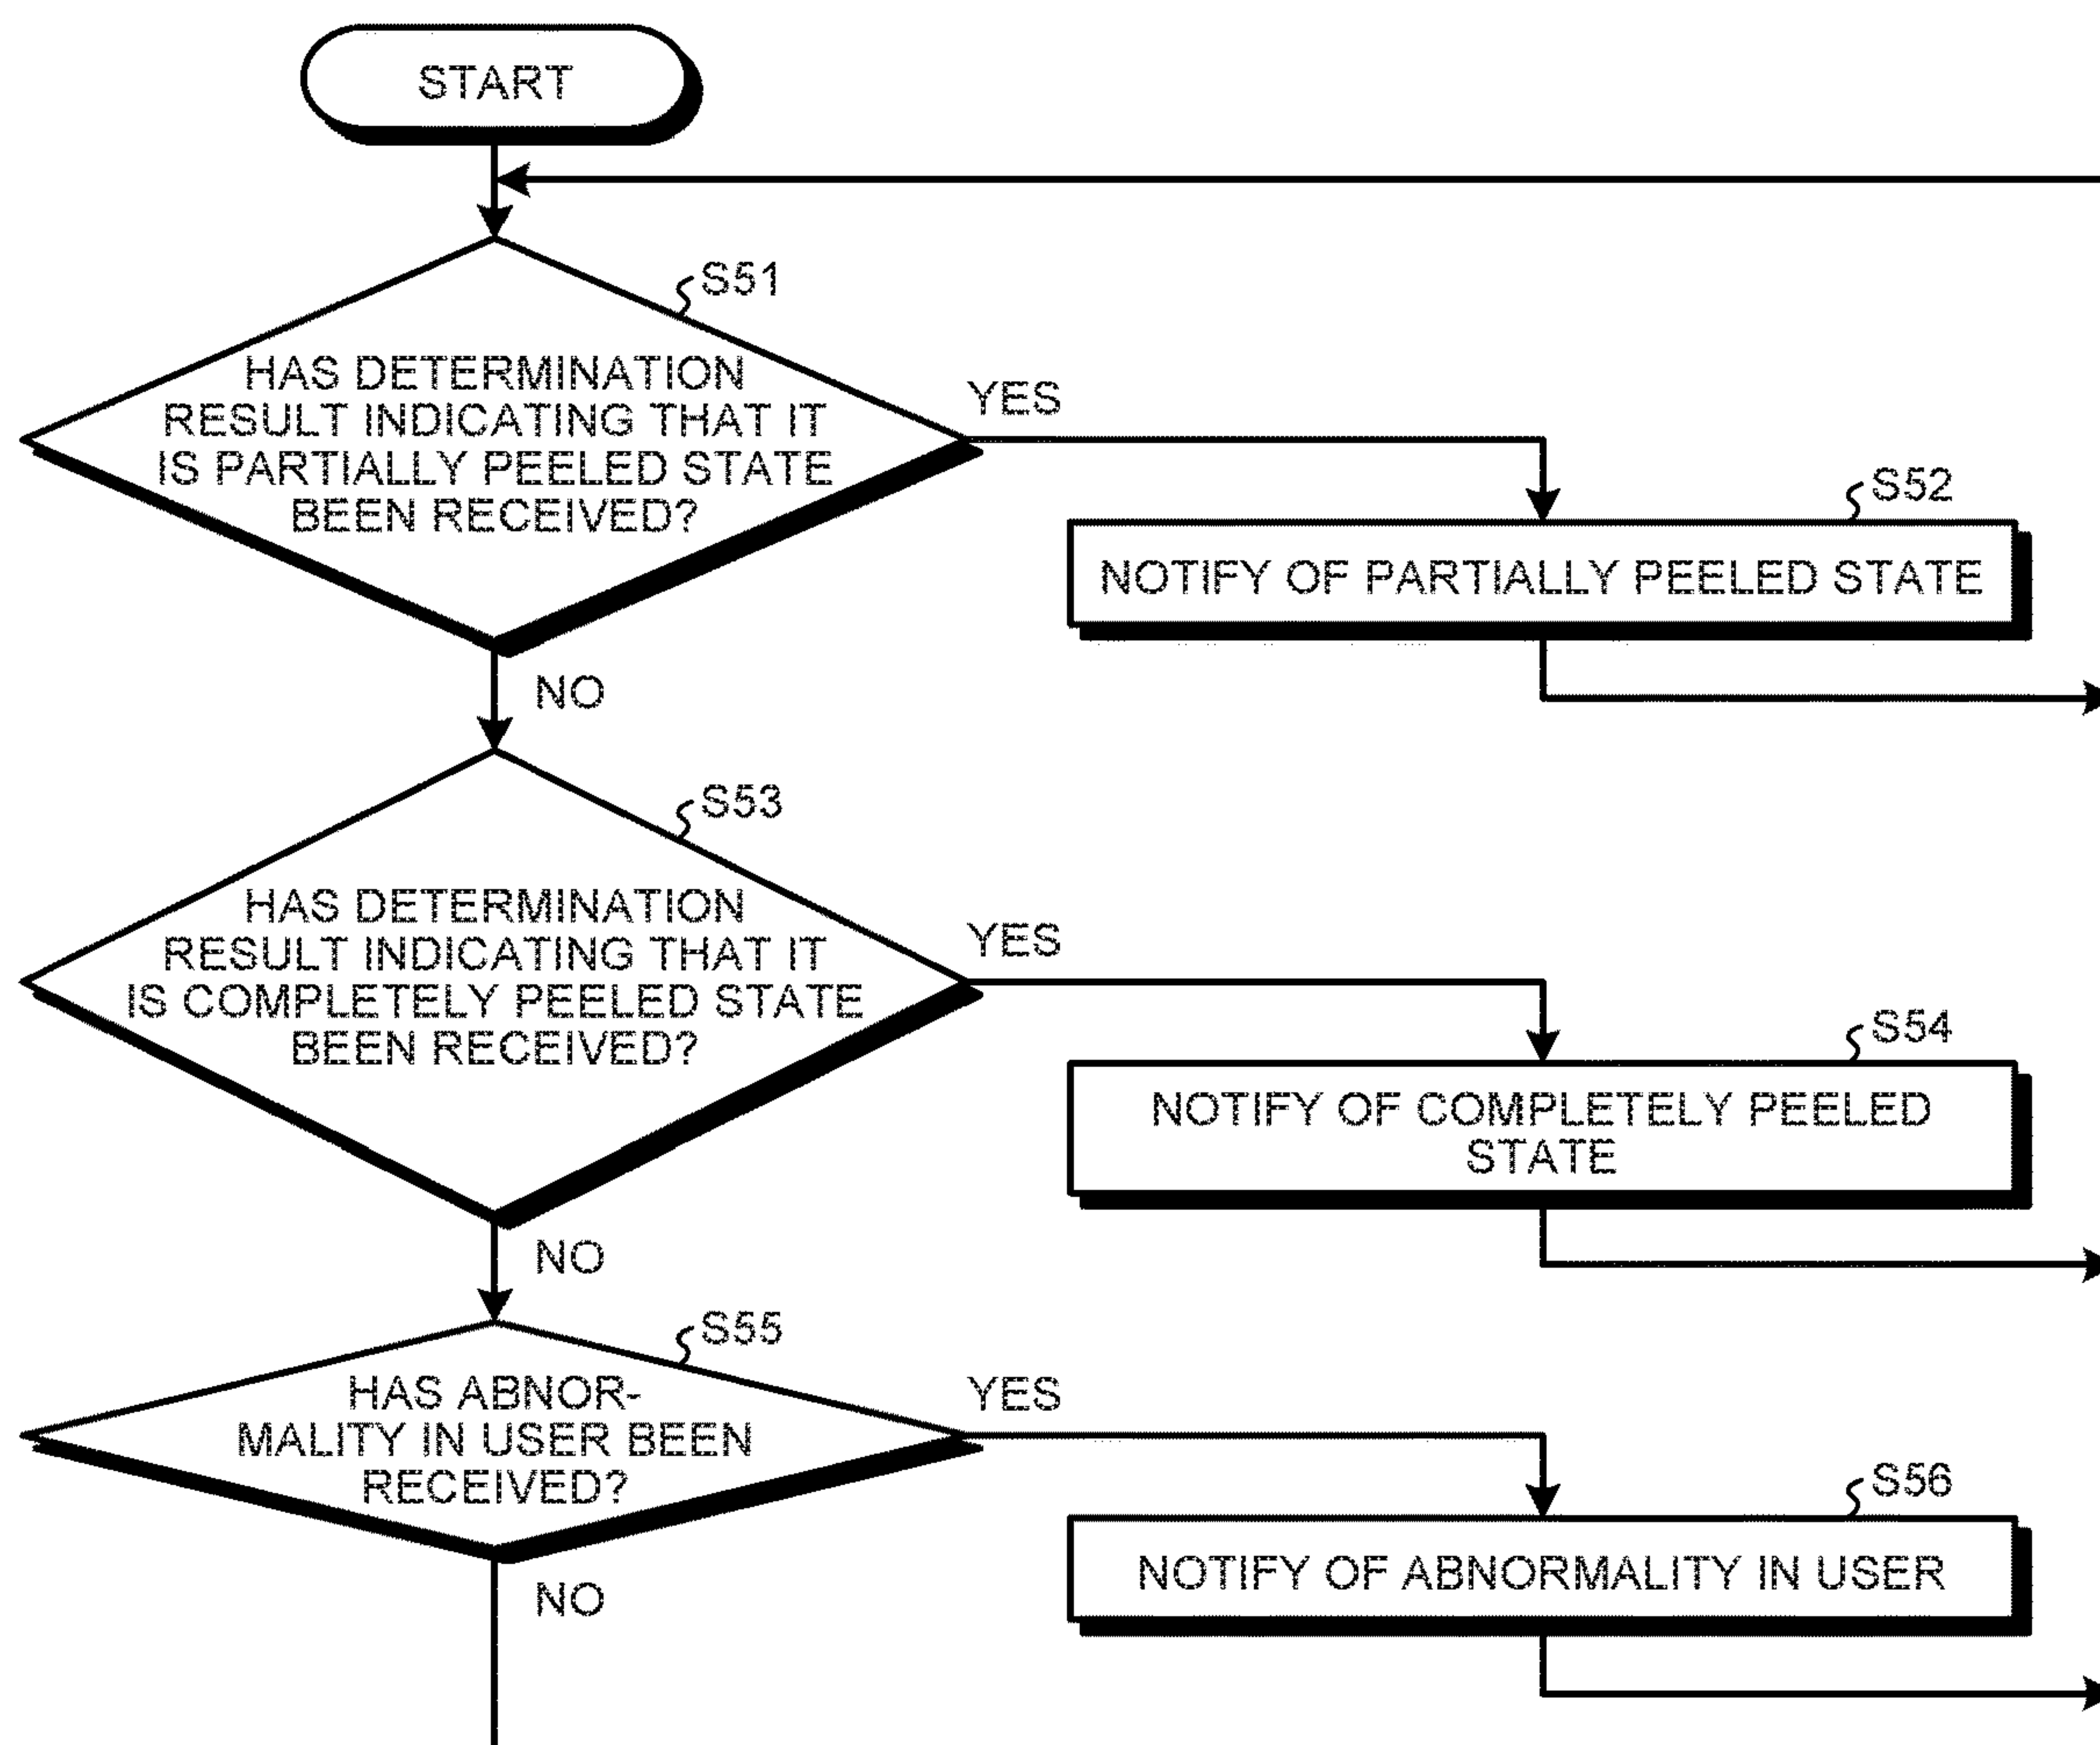 START
S51
HAS DETERMINATION
RESULT INDICATING THAT IT
IS PARTIALLY PEELED STATE
BEEN RECEIVED?
YES
S52
NOTIFY OF PARTIALLY PEELED STATE
NO
S53
HAS DETERMINATION
RESULT INDICATING THAT IT
IS COMPLETELY PEELED STATE
BEEN RECEIVED?
YES
S54
NOTIFY OF COMPLETELY PEELED
STATE
NO
S55
HAS ABNOR-
MALITY IN USER BEEN
RECEIVED?
YES
S56
NOTIFY OF ABNORMALITY IN USER
NO